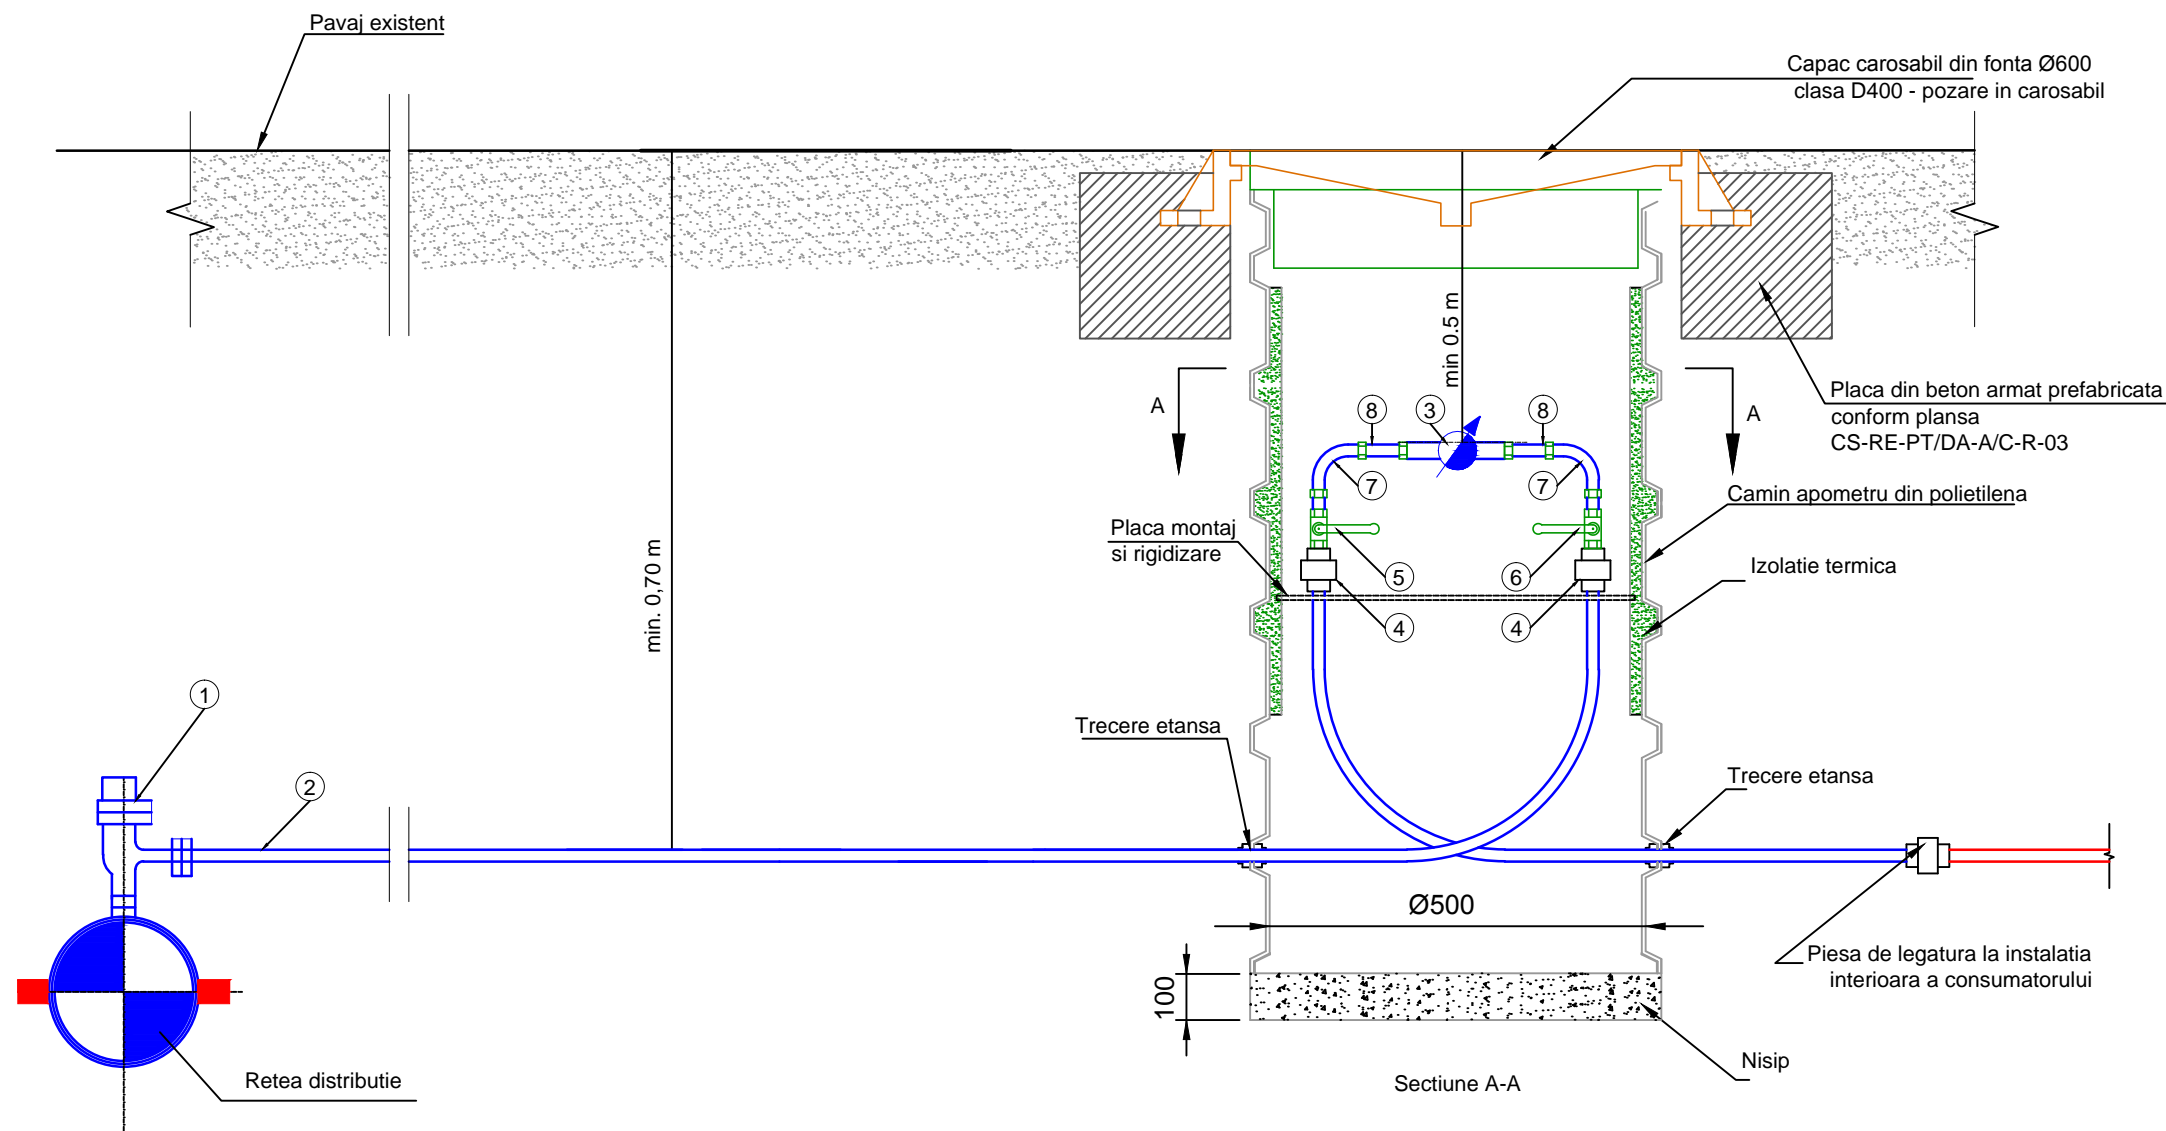 Pavaj existent
Capac carosabil din fonta Ø600
clasa D400 - pozare in carosabil
min 0.5 m
A
A
Placa din beton armat prefabricata
conform plansa
CS-RE-PT/DA-A/C-R-03
8
3
8
7
7
Camin apometru din polietilena
Placa montaj
si rigidizare
min. 0,70 m
5
6
Izolatie termica
4
4
1
Trecere etansa
2
Trecere etansa
Ø500
Piesa de legatura la instalatia
interioara a consumatorului
100
Nisip
Retea distributie
Sectiune A-A